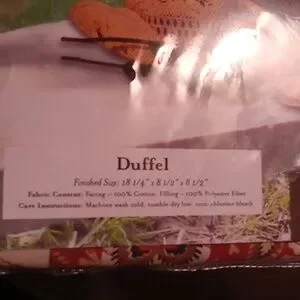 Duffel
Finished Size: 18 1/4" x 8 1/2" x 8 1/2"
Fabric Content: Facing – 100% Cotton Filling – 100% Polyester Fiber
Care Instructions: Machine wash cold, tumble dry low, non-chlorine bleach